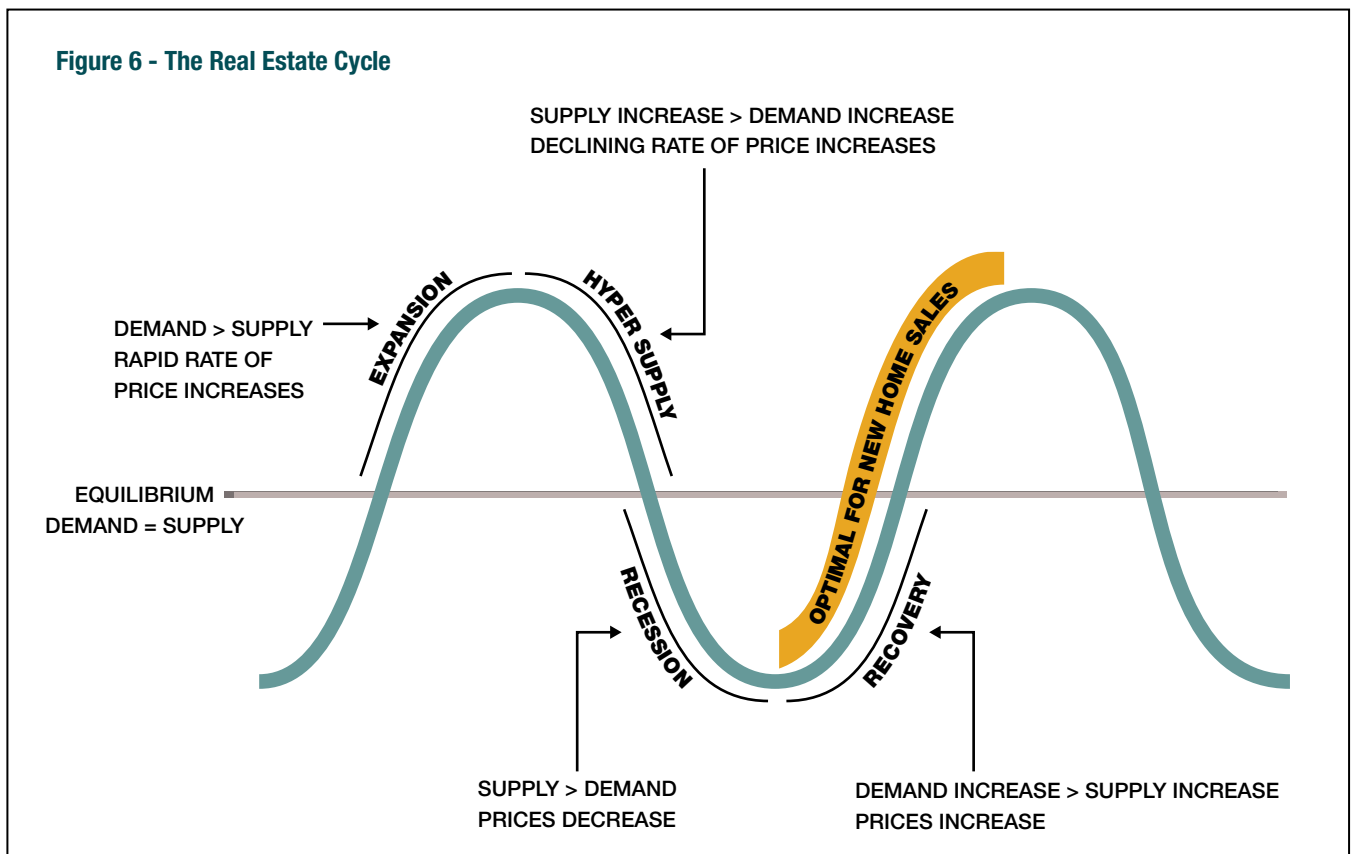 Figure 6 - The Real Estate Cycle
SUPPLY INCREASE > DEMAND INCREASE
DECLINING RATE OF PRICE INCREASES
EXPANSION
HYPER SUPPLY
DEMAND > SUPPLY
RAPID RATE OF
PRICE INCREASES
OPTIMAL FOR NEW HOME SALES
EQUILIBRIUM
DEMAND = SUPPLY
RECESSION
RECOVERY
SUPPLY > DEMAND
PRICES DECREASE
DEMAND INCREASE > SUPPLY INCREASE
PRICES INCREASE